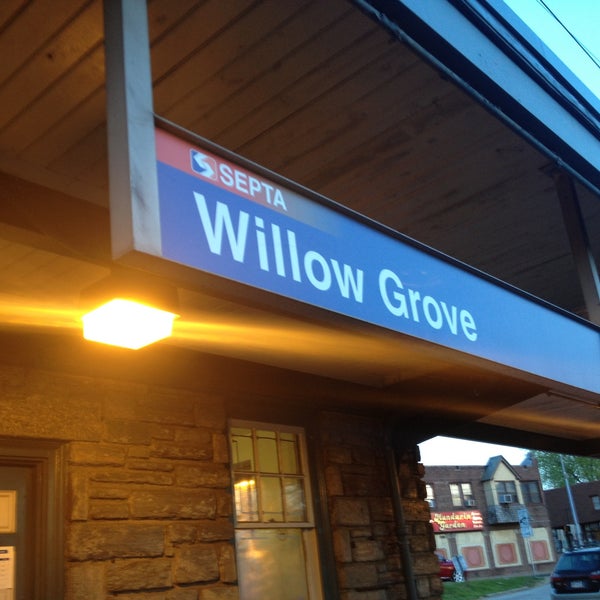 SEPTA
Willow Grove
Mandarin
Garden